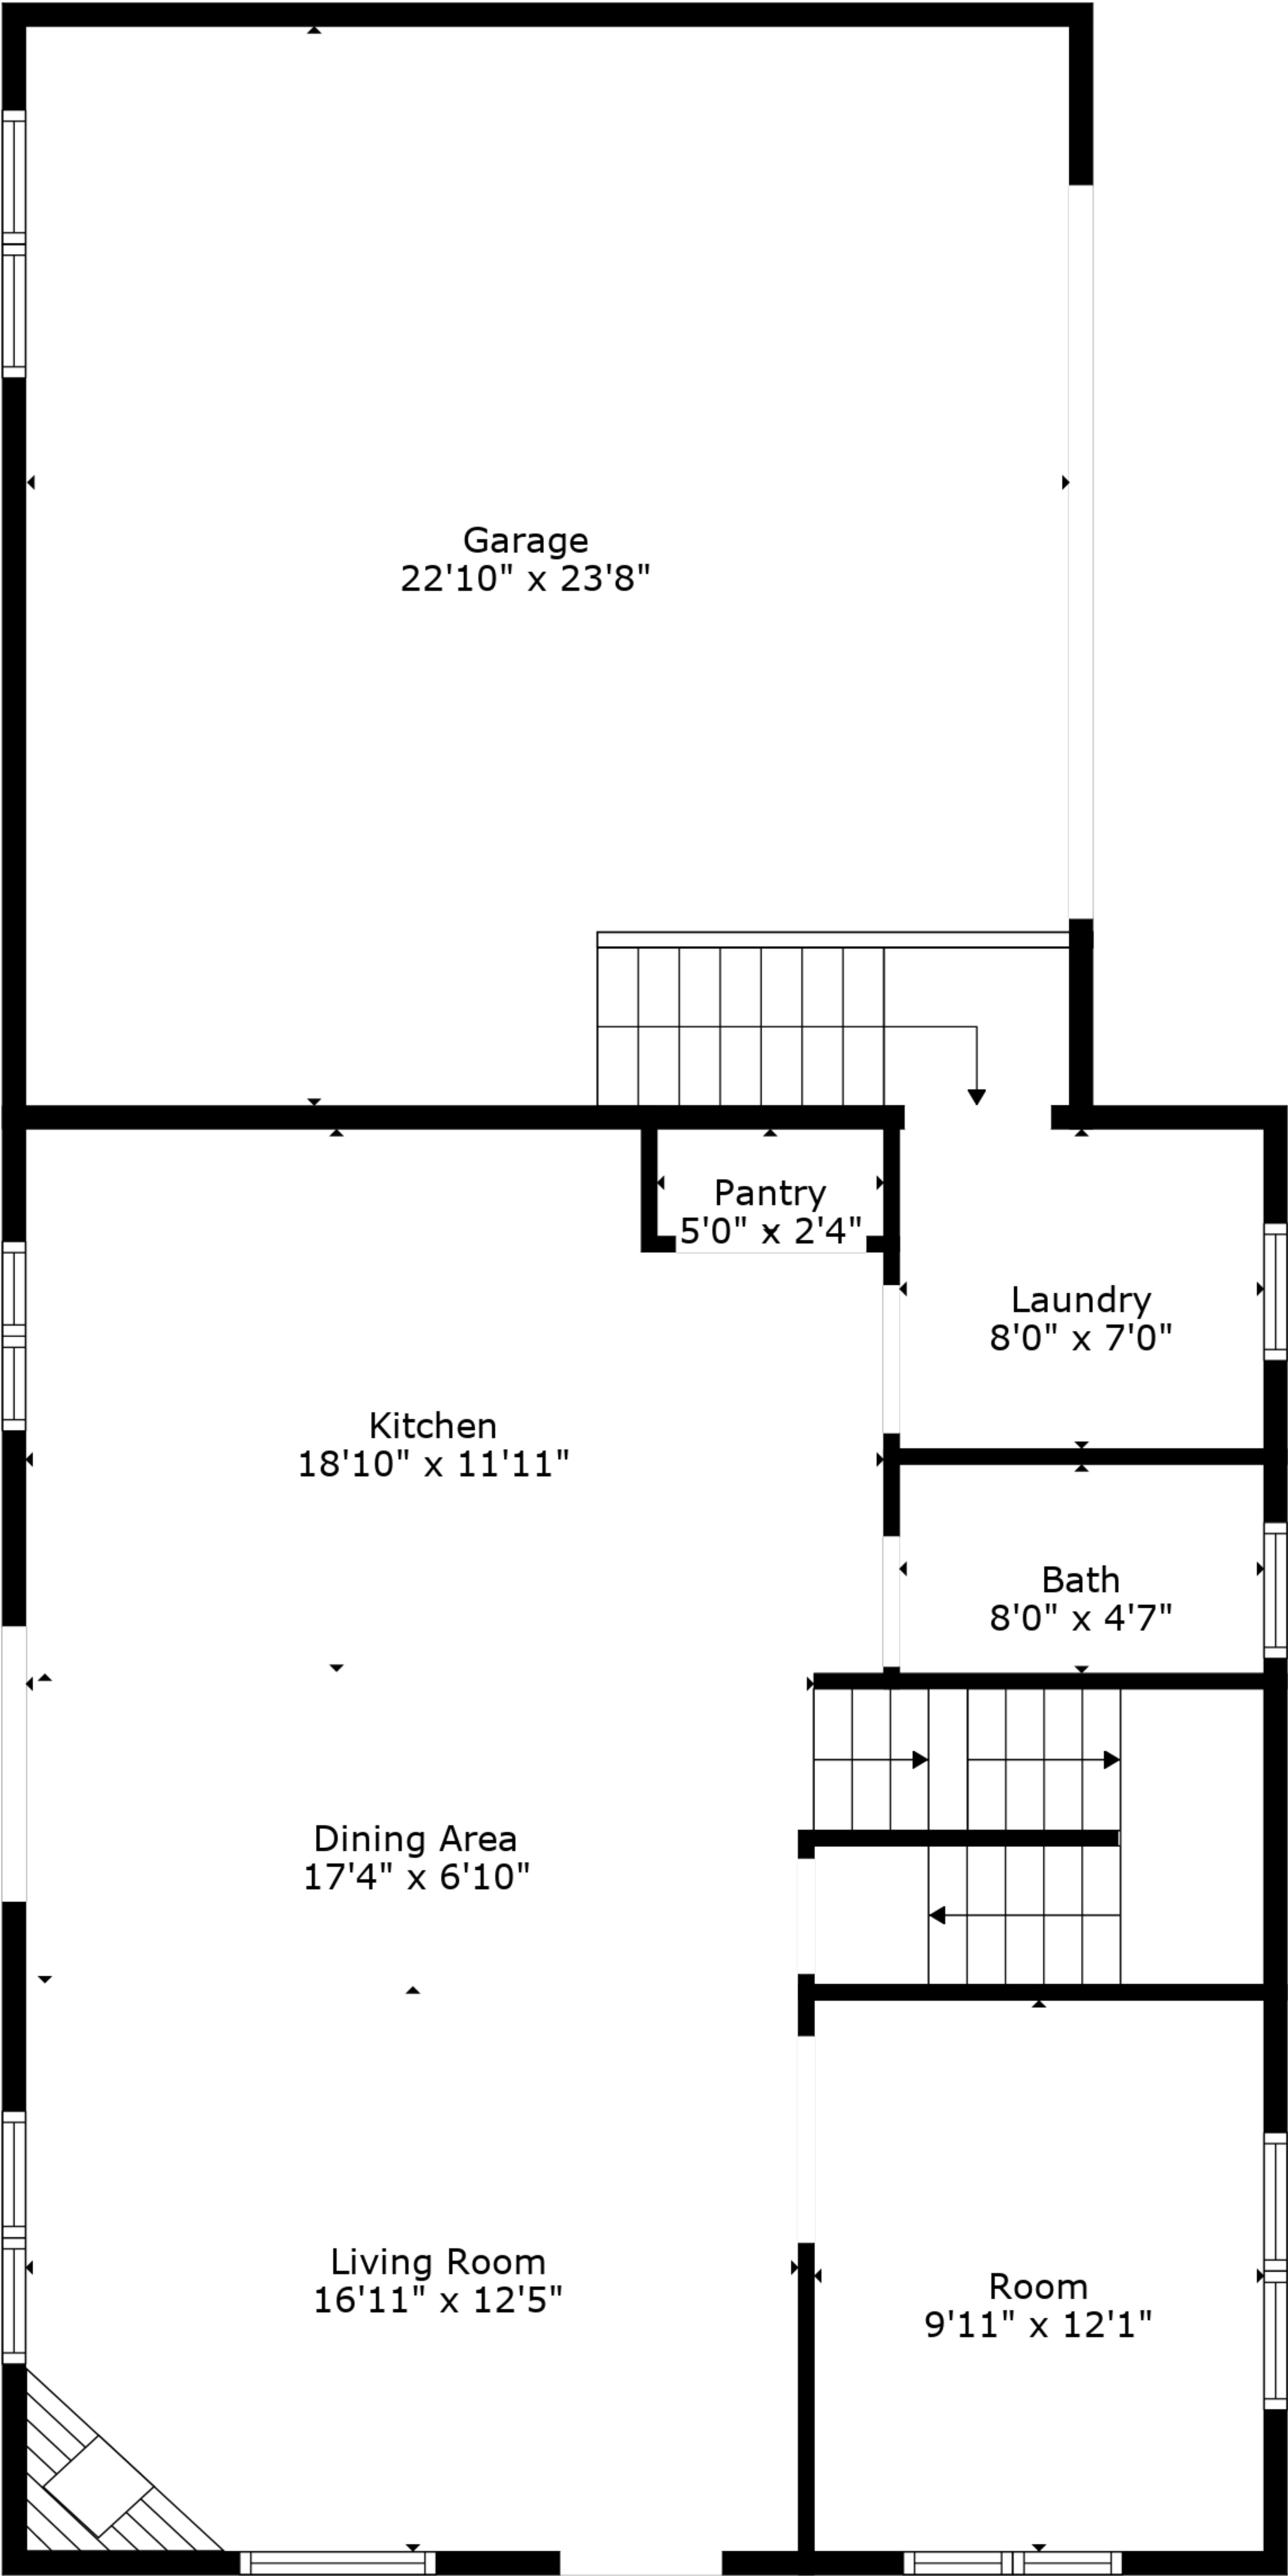 Garage
22'10" x 23'8"
Pantry
5'0" x 2'4"
Laundry
8'0" x 7'0"
Kitchen
18'10" x 11'11"
Bath
8'0" x 4'7"
Dining Area
17'4" x 6'10"
Living Room
16'11" x 12'5"
Room
9'11" x 12'1"